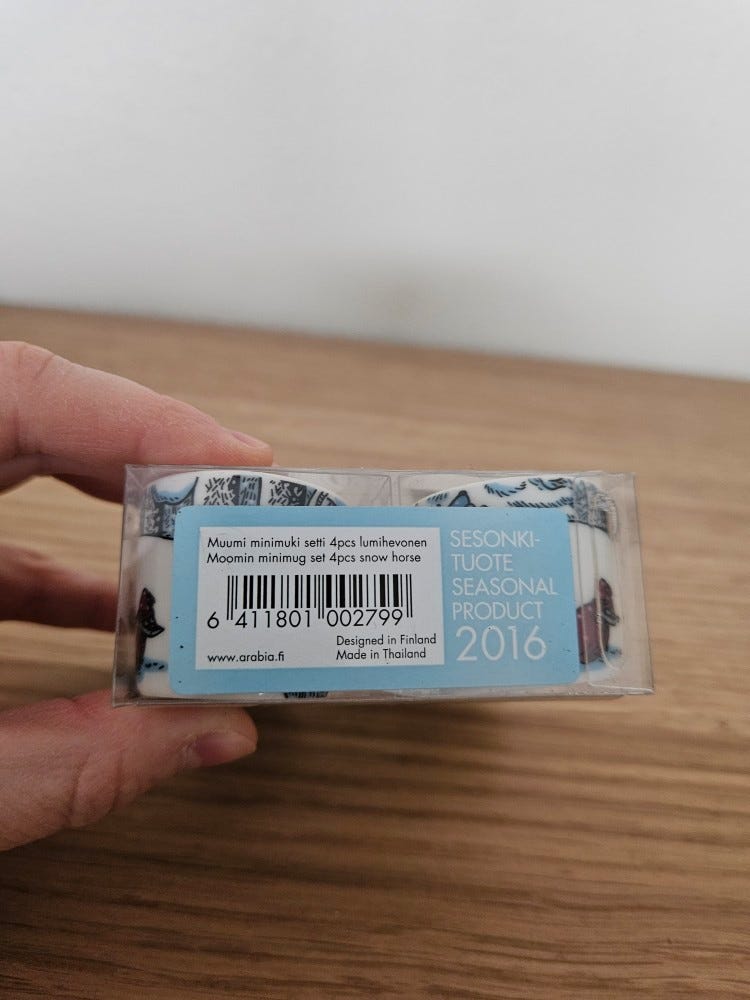 Muumi minimuki setti 4pcs lumihevonen
Moomin minimug set 4pcs snow horse
6 411801 002799
Designed in Finland
www.arabia.fi Made in Thailand
SESONKI-
TUOTE
SEASONAL
PRODUCT
2016